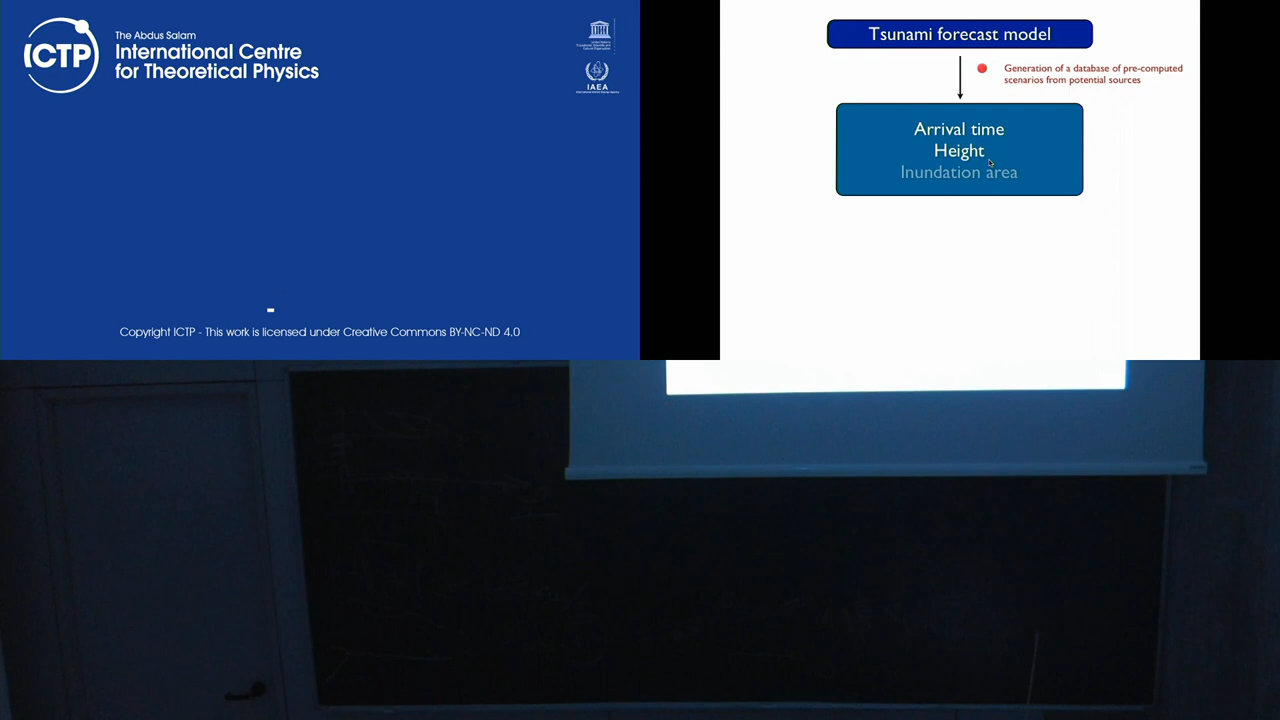 ICTP
The Abdus Salam
International Centre
for Theoretical Physics
IAEA
Copyright ICTP - This work is licensed under Creative Commons BY-NC-ND 4.0
Tsunami forecast model
Generation of a database of pre-computed
scenarios from potential sources
Arrival time
Height
Inundation area